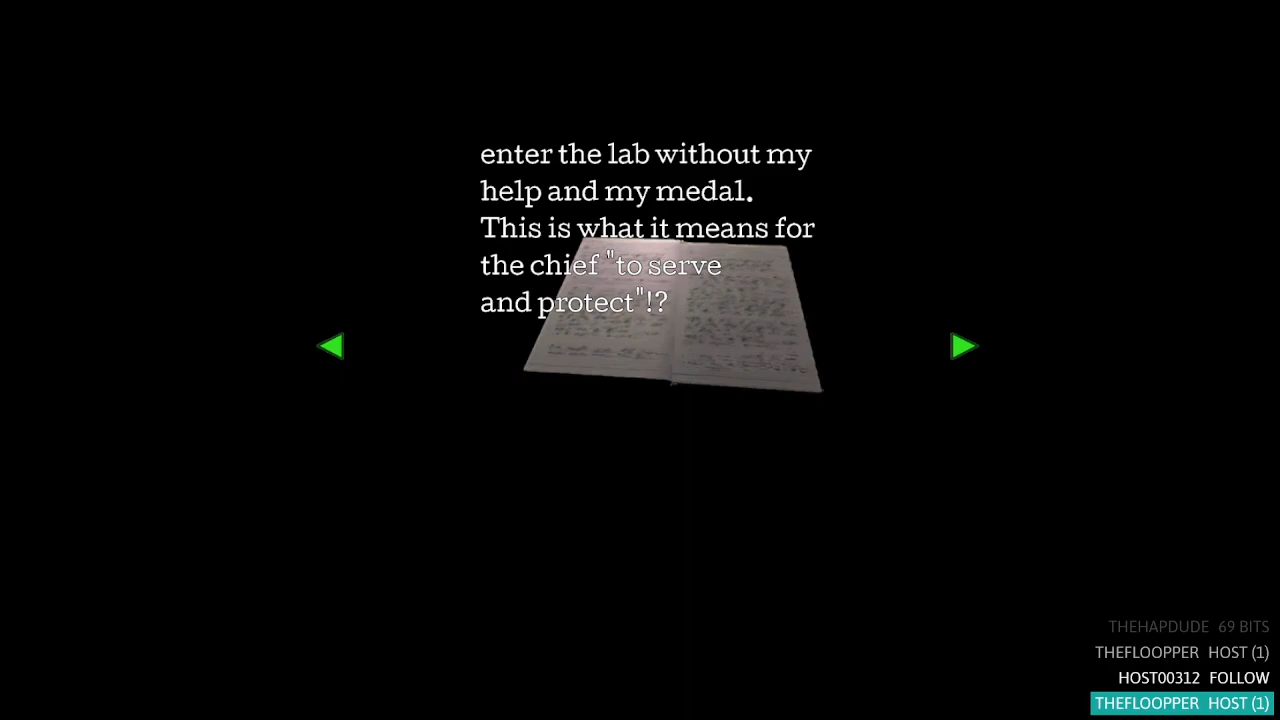 enter the lab without my
help and my medal.
This is what it means for
the chief "to serve
and protect"!?
THEHAPDUDE 69 BITS
THEFLOOPPER HOST (1)
HOST00312 FOLLOW
THEFLOOPPER HOST (1)